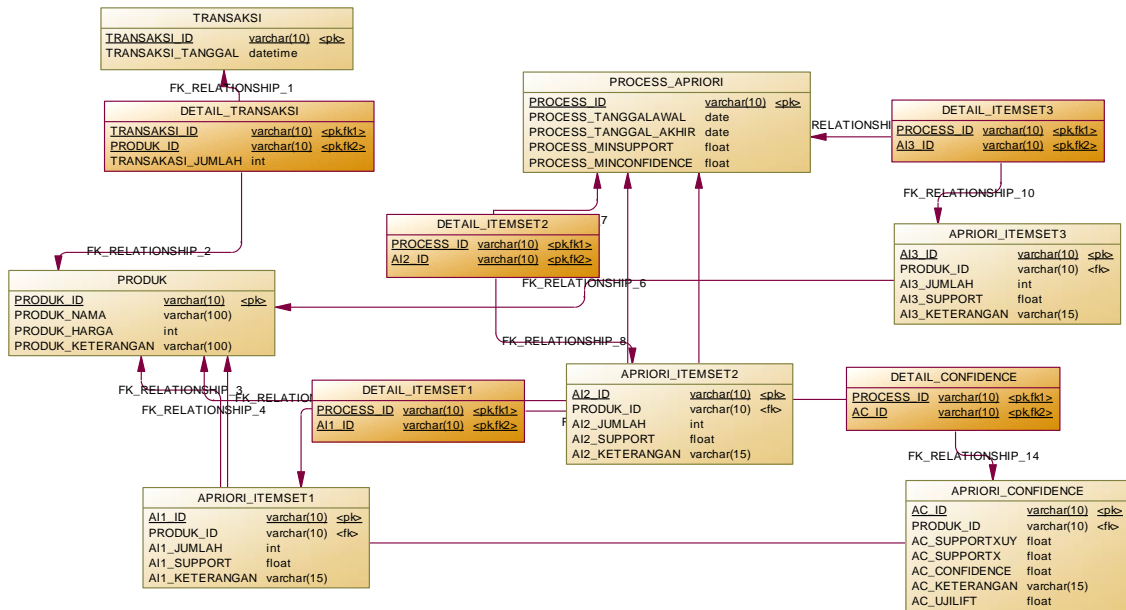 TRANSAKSI
TRANSAKSI_ID varchar(10) <pk>
TRANSAKSI_TANGGAL datetime
FK_RELATIONSHIP_1
DETAIL_TRANSAKSI
TRANSAKSI_ID varchar(10) <pk,fk1>
PRODUK_ID varchar(10) <pk,fk2>
TRANSAKASI_JUMLAH int
FK_RELATIONSHIP_2
PROCESS_APRIORI
PROCESS_ID varchar(10) <pk>
PROCESS_TANGGALAWAL date
PROCESS_TANGGAL_AKHIR date
PROCESS_MINSUPPORT float
PROCESS_MINCONFIDENCE float
RELATIONSHI
DETAIL_ITEMSET3
PROCESS_ID varchar(10) <pk,fk1>
AI3_ID varchar(10) <pk,fk2>
FK_RELATIONSHIP_10
DETAIL_ITEMSET2
PROCESS_ID varchar(10) <pk,fk1>
AI2_ID varchar(10) <pk,fk2>
7
APRIORI_ITEMSET3
AI3_ID varchar(10) <pk>
PRODUK_ID varchar(10) <fk>
AI3_JUMLAH int
AI3_SUPPORT float
AI3_KETERANGAN varchar(15)
PRODUK
PRODUK_ID varchar(10) <pk>
PRODUK_NAMA varchar(100)
PRODUK_HARGA int
PRODUK_KETERANGAN varchar(100)
FK_RELATIONSHIP_6
FK_RELATIONSHIP_8
FK_RELATIONSHIP_3
FK_RELATION
FK_RELATIONSHIP_4
DETAIL_ITEMSET1
PROCESS_ID varchar(10) <pk,fk1>
AI1_ID varchar(10) <pk,fk2>
APRIORI_ITEMSET2
AI2_ID varchar(10) <pk>
PRODUK_ID varchar(10) <fk>
AI2_JUMLAH int
AI2_SUPPORT float
AI2_KETERANGAN varchar(15)
DETAIL_CONFIDENCE
PROCESS_ID varchar(10) <pk,fk1>
AC_ID varchar(10) <pk,fk2>
FK_RELATIONSHIP_14
APRIORI_ITEMSET1
AI1_ID varchar(10) <pk>
PRODUK_ID varchar(10) <fk>
AI1_JUMLAH int
AI1_SUPPORT float
AI1_KETERANGAN varchar(15)
APRIORI_CONFIDENCE
AC_ID varchar(10) <pk>
PRODUK_ID varchar(10) <fk>
AC_SUPPORTXUY float
AC_SUPPORTX float
AC_CONFIDENCE float
AC_KETERANGAN varchar(15)
AC_UJILIFT float